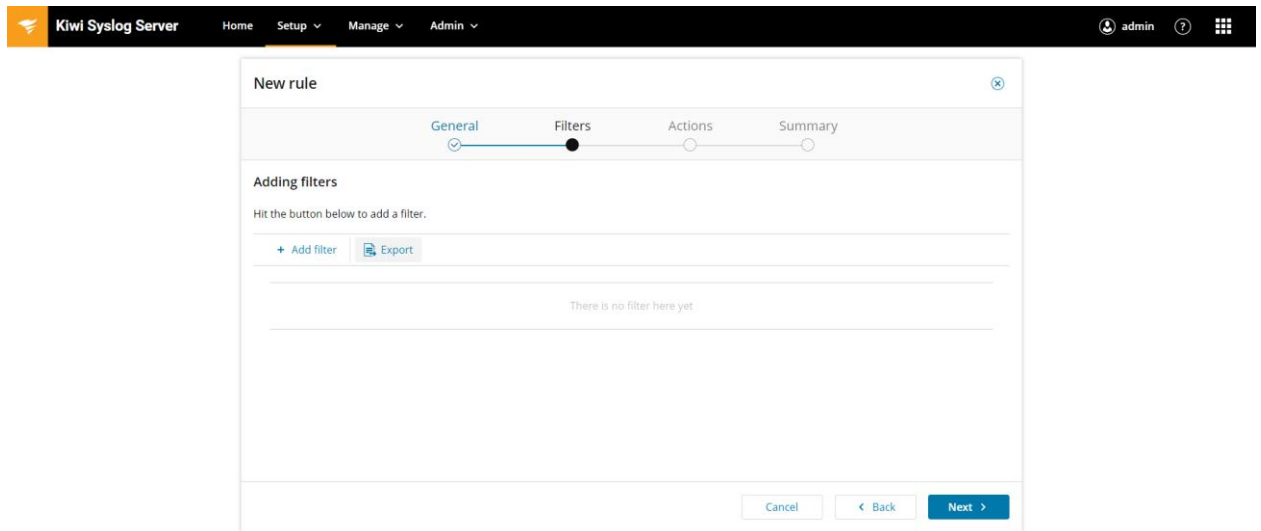 Kiwi Syslog Server Home Setup Manage Admin admin ?
New rule
General Filters Actions Summary
Adding filters
Hit the button below to add a filter.
+ Add filter Export
There is no filter here yet
Cancel < Back Next >